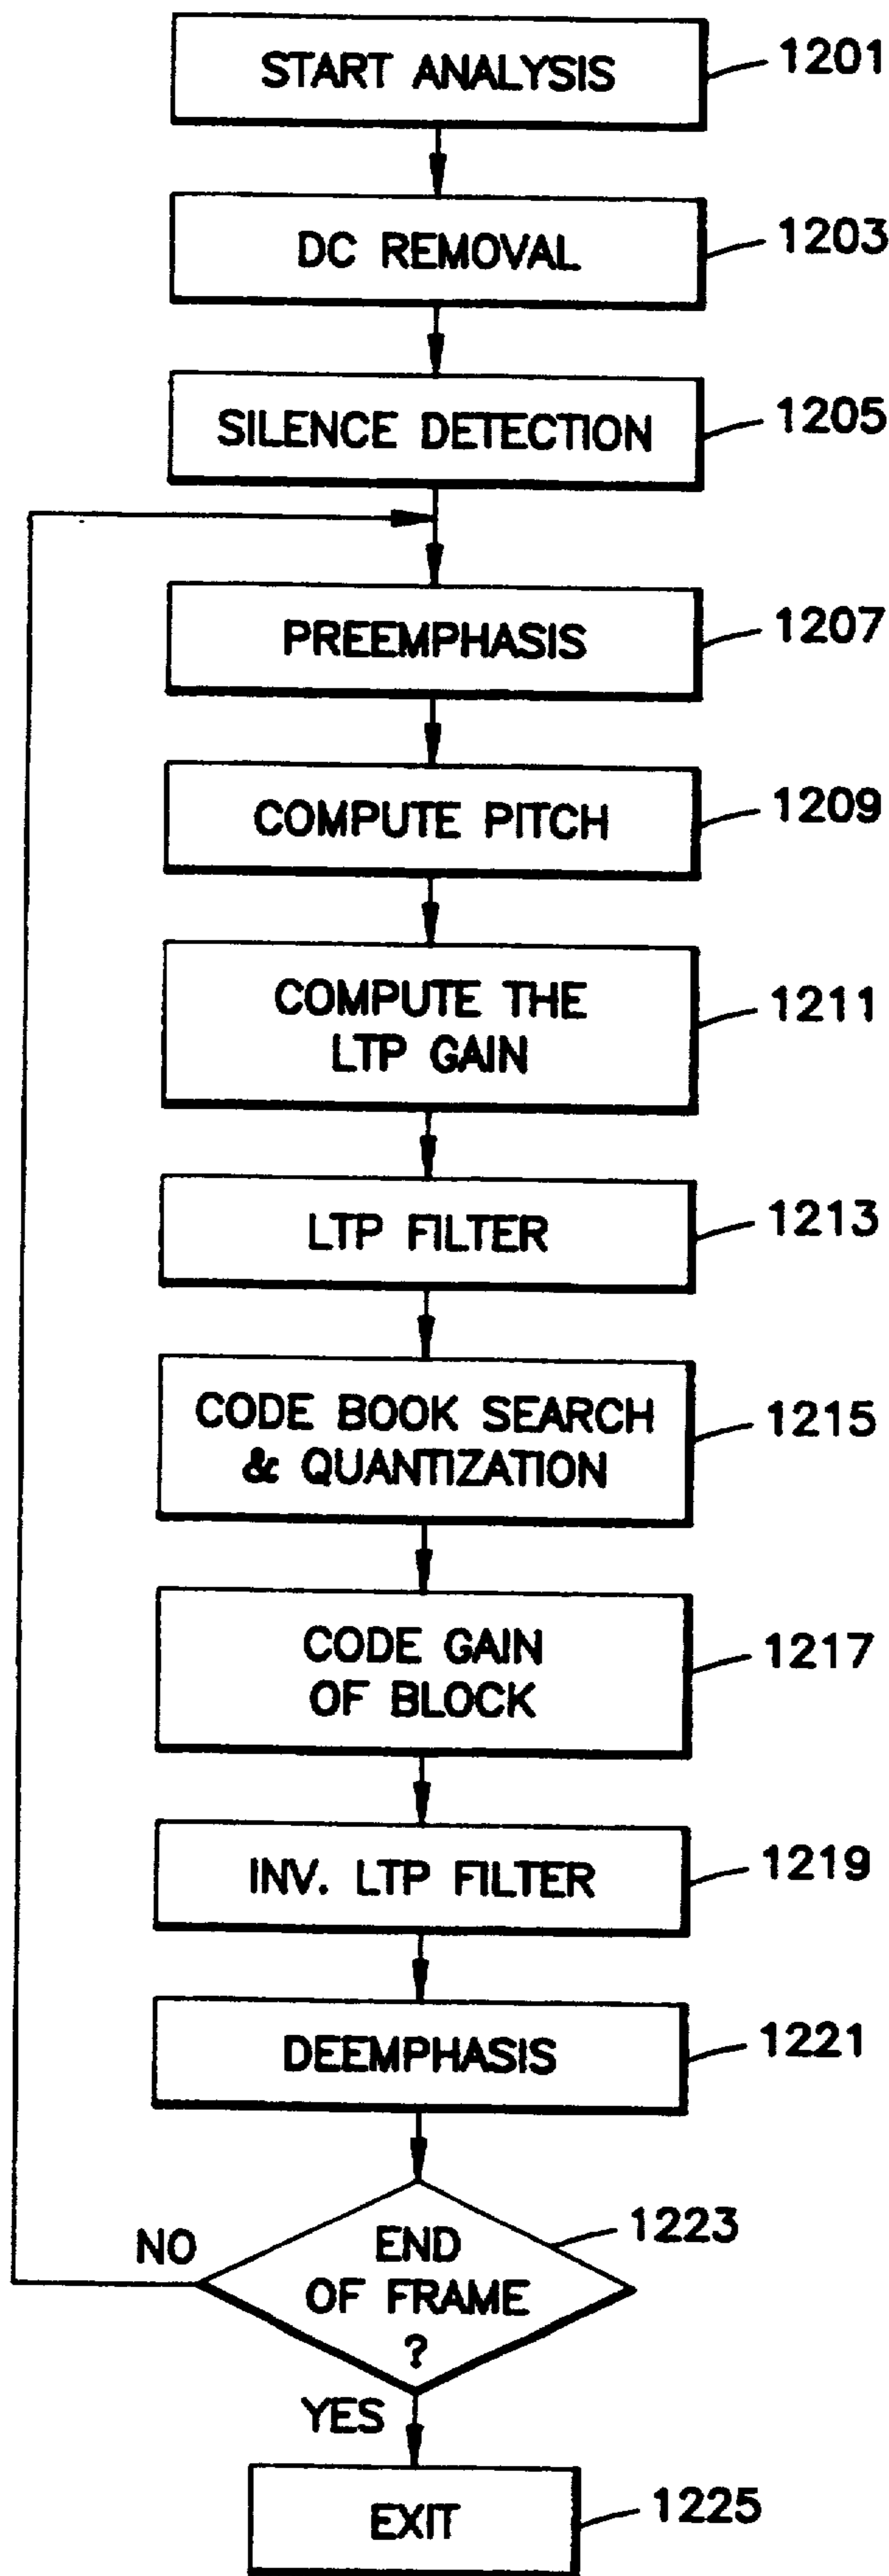 START ANALYSIS
1201
DC REMOVAL
1203
SILENCE DETECTION
1205
PREEMPHASIS
1207
COMPUTE PITCH
1209
COMPUTE THE
LTP GAIN
1211
LTP FILTER
1213
CODE BOOK SEARCH
& QUANTIZATION
1215
CODE GAIN
OF BLOCK
1217
INV. LTP FILTER
1219
DEEMPHASIS
1221
END
OF FRAME
?
1223
NO
YES
EXIT
1225